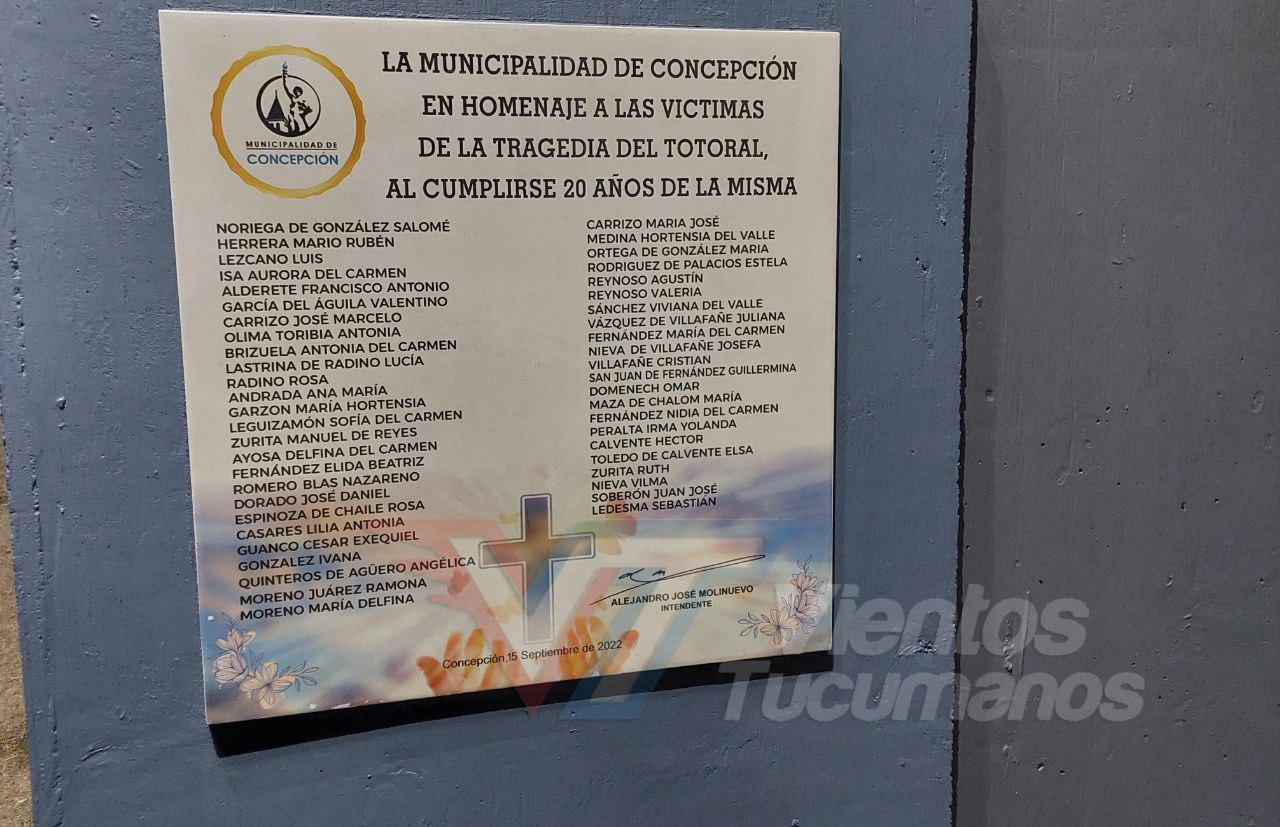 MUNICIPALIDAD DE
CONCEPCIÓN
LA MUNICIPALIDAD DE CONCEPCIÓN
EN HOMENAJE A LAS VICTIMAS
DE LA TRAGEDIA DEL TOTORAL,
AL CUMPLIRSE 20 AÑOS DE LA MISMA
NORIEGA DE GONZÁLEZ SALOMÉ
HERRERA MARIO RUBÉN
LEZCANO LUIS
ISA AURORA DEL CARMEN
ALDERETE FRANCISCO ANTONIO
GARCÍA DEL ÁGUILA VALENTINO
CARRIZO JOSÉ MARCELO
OLIMA TORIBIA ANTONIA
BRIZUELA ANTONIA DEL CARMEN
LASTRINA DE RADINO LUCÍA
RADINO ROSA
ANDRADA ANA MARÍA
GARZON MARÍA HORTENSIA
LEGUIZAMÓN SOFÍA DEL CARMEN
ZURITA MANUEL DE REYES
AYOSA DELFINA DEL CARMEN
FERNÁNDEZ ELIDA BEATRIZ
ROMERO BLAS NAZARENO
DORADO JOSÉ DANIEL
ESPINOZA DE CHAILE ROSA
CASARES LILIA ANTONIA
GUANCO CESAR EXEQUIEL
GONZALEZ IVANA
QUINTEROS DE AGÜERO ANGÉLICA
MORENO JUÁREZ RAMONA
MORENO MARÍA DELFINA
CARRIZO MARIA JOSÉ
MEDINA HORTENSIA DEL VALLE
ORTEGA DE GONZÁLEZ MARIA
RODRIGUEZ DE PALACIOS ESTELA
REYNOSO AGUSTÍN
REYNOSO VALERIA
SÁNCHEZ VIVIANA DEL VALLE
VÁZQUEZ DE VILLAFAÑE JULIANA
FERNÁNDEZ MARÍA DEL CARMEN
NIEVA DE VILLAFAÑE JOSEFA
VILLAFAÑE CRISTIAN
SAN JUAN DE FERNÁNDEZ GUILLERMINA
DOMENECH OMAR
MAZA DE CHALOM MARÍA
FERNÁNDEZ NIDIA DEL CARMEN
PERALTA IRMA YOLANDA
CALVENTE HECTOR
TOLEDO DE CALVENTE ELSA
ZURITA RUTH
NIEVA VILMA
SOBERÓN JUAN JOSÉ
LEDESMA SEBASTIÁN
ALEJANDRO JOSÉ MOLINUEVO
INTENDENTE
Concepción,15 Septiembre de 2022
VT
Vientos
Tucumanos